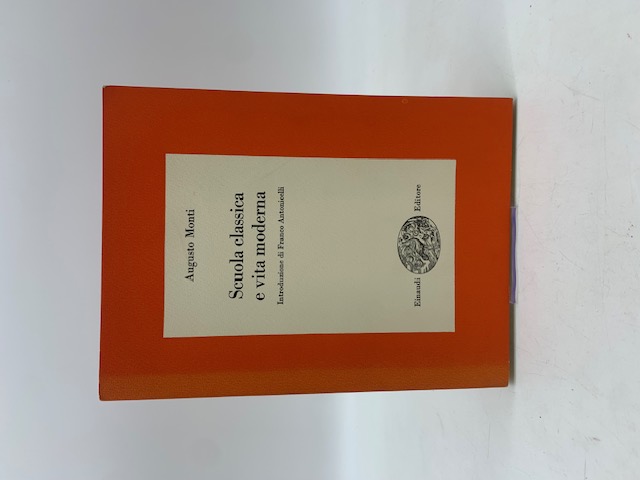 Augusto Monti
Scuola classica
e vita moderna
Introduzione di Franco Antonicelli
Einaudi Editore